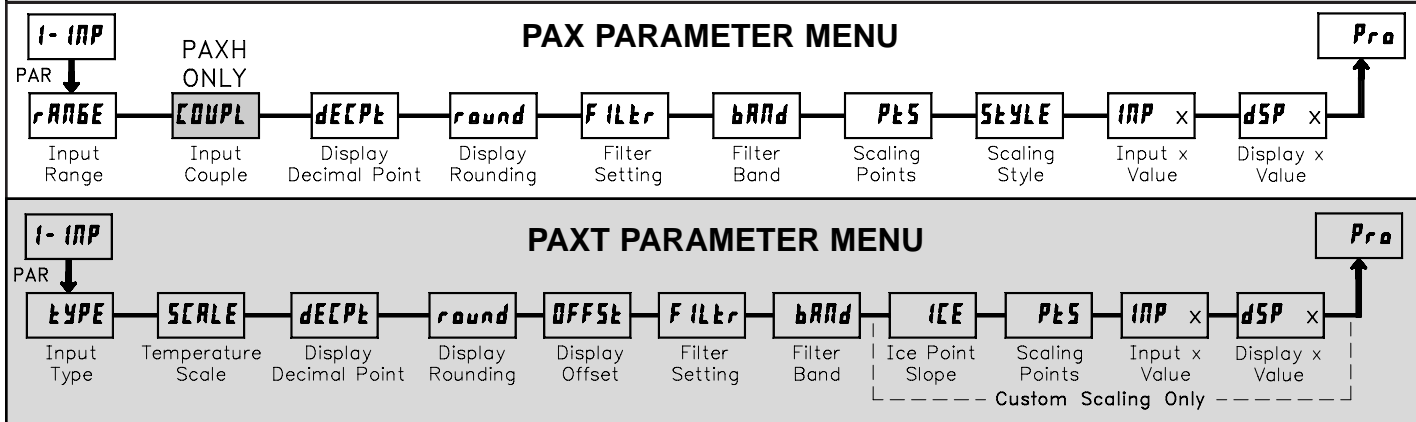 1-INP
PAX PARAMETER MENU
Pro
PAXH
ONLY
PAR
rANGE
COUPL
dECPt
round
FILtr
bANd
PtS
StYLE
INP x
dSP x
Input
Range
Input
Couple
Display
Decimal Point
Display
Rounding
Filter
Setting
Filter
Band
Scaling
Points
Scaling
Style
Input x
Value
Display x
Value
1-INP
PAXT PARAMETER MENU
Pro
PAR
tYPE
SCALE
dECPt
round
OFFSt
FILtr
bANd
ICE
PtS
INP x
dSP x
Input
Type
Temperature
Scale
Display
Decimal Point
Display
Rounding
Display
Offset
Filter
Setting
Filter
Band
Ice Point
Slope
Scaling
Points
Input x
Value
Display x
Value
Custom Scaling Only